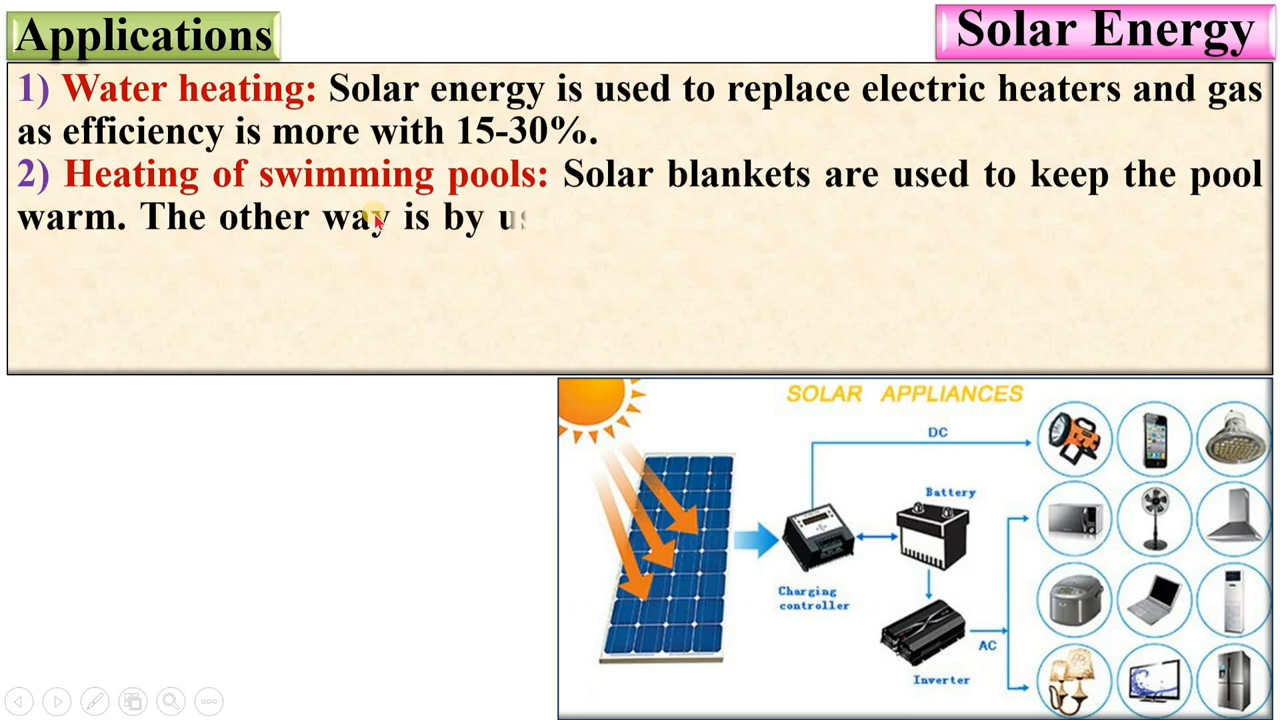 Applications
Solar Energy
1) Water heating: Solar energy is used to replace electric heaters and gas
as efficiency is more with 15-30%.
2) Heating of swimming pools: Solar blankets are used to keep the pool
warm. The other way is by us
SOLAR APPLIANCES
DC
Battery
Charging
controller
AC
Inverter